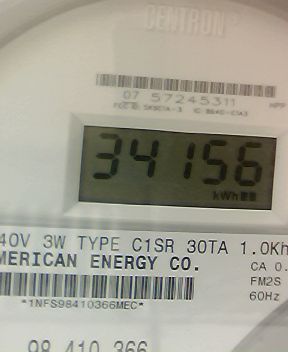 CENTRON®
07 57245311
34156
kWh
40V 3W TYPE C1SR 30TA 1.0Kh
MERICAN ENERGY CO.
CA 0.
FM2S
*1NFS98410366MEC*
60Hz
98 410 366